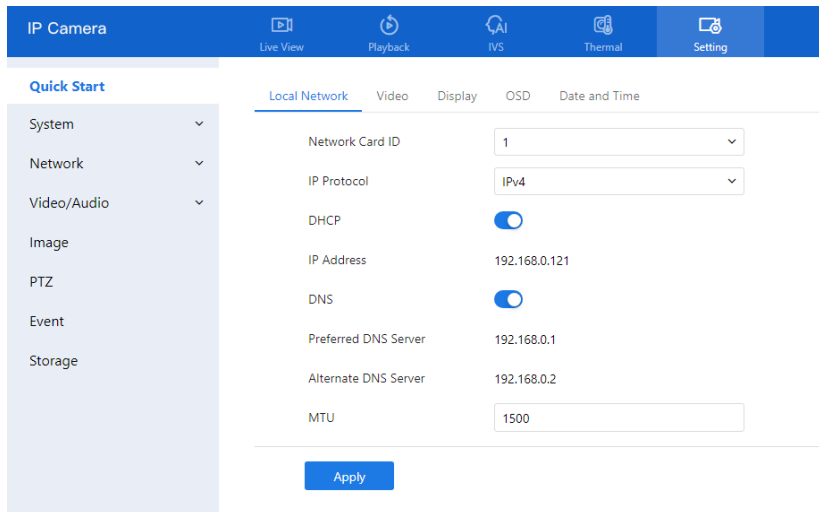 IP Camera
Live View
Playback
AI
IVS
Thermal
Setting
Quick Start
System
Network
Video/Audio
Image
PTZ
Event
Storage
Local Network Video Display OSD Date and Time
Network Card ID 1
IP Protocol IPv4
DHCP
IP Address 192.168.0.121
DNS
Preferred DNS Server 192.168.0.1
Alternate DNS Server 192.168.0.2
MTU 1500
Apply